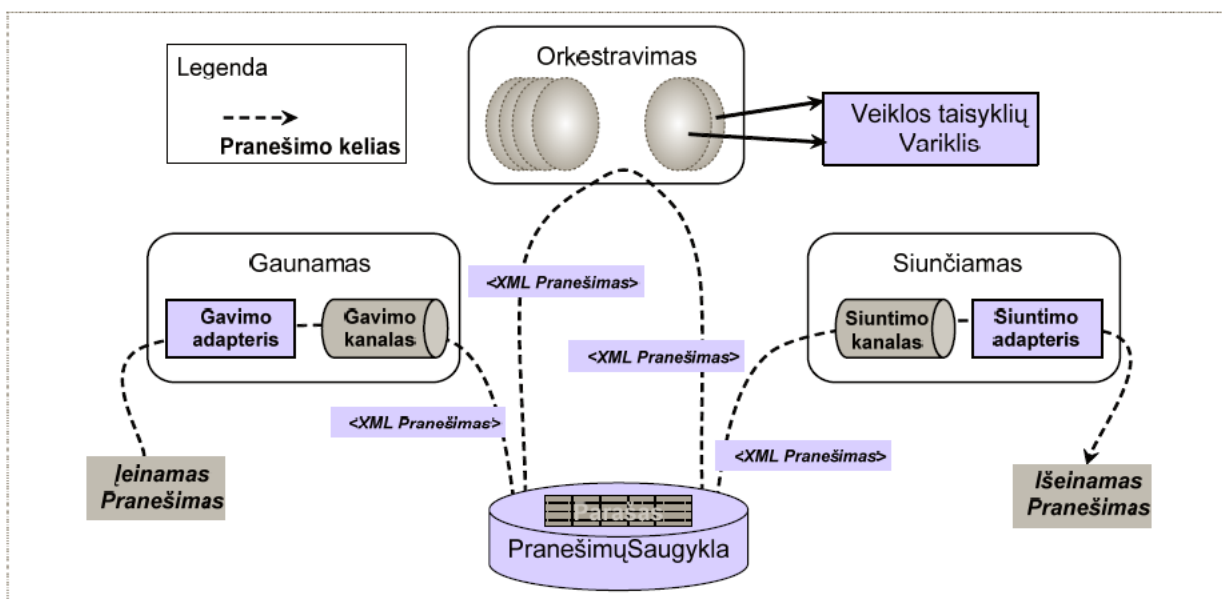 Legenda
Pranešimo kelias
Orkestravimas
Veiklos taisyklių
Variklis
Gaunamas
Gavimo
adapteris
Gavimo
kanalas
<XML Pranešimas>
<XML Pranešimas>
<XML Pranešimas>
<XML Pranešimas>
Siunčiamas
Siuntimo
kanalas
Siuntimo
adapteris
Įeinamas
Pranešimas
Išeinamas
Pranešimas
Parašas
PranešimųSaugykla